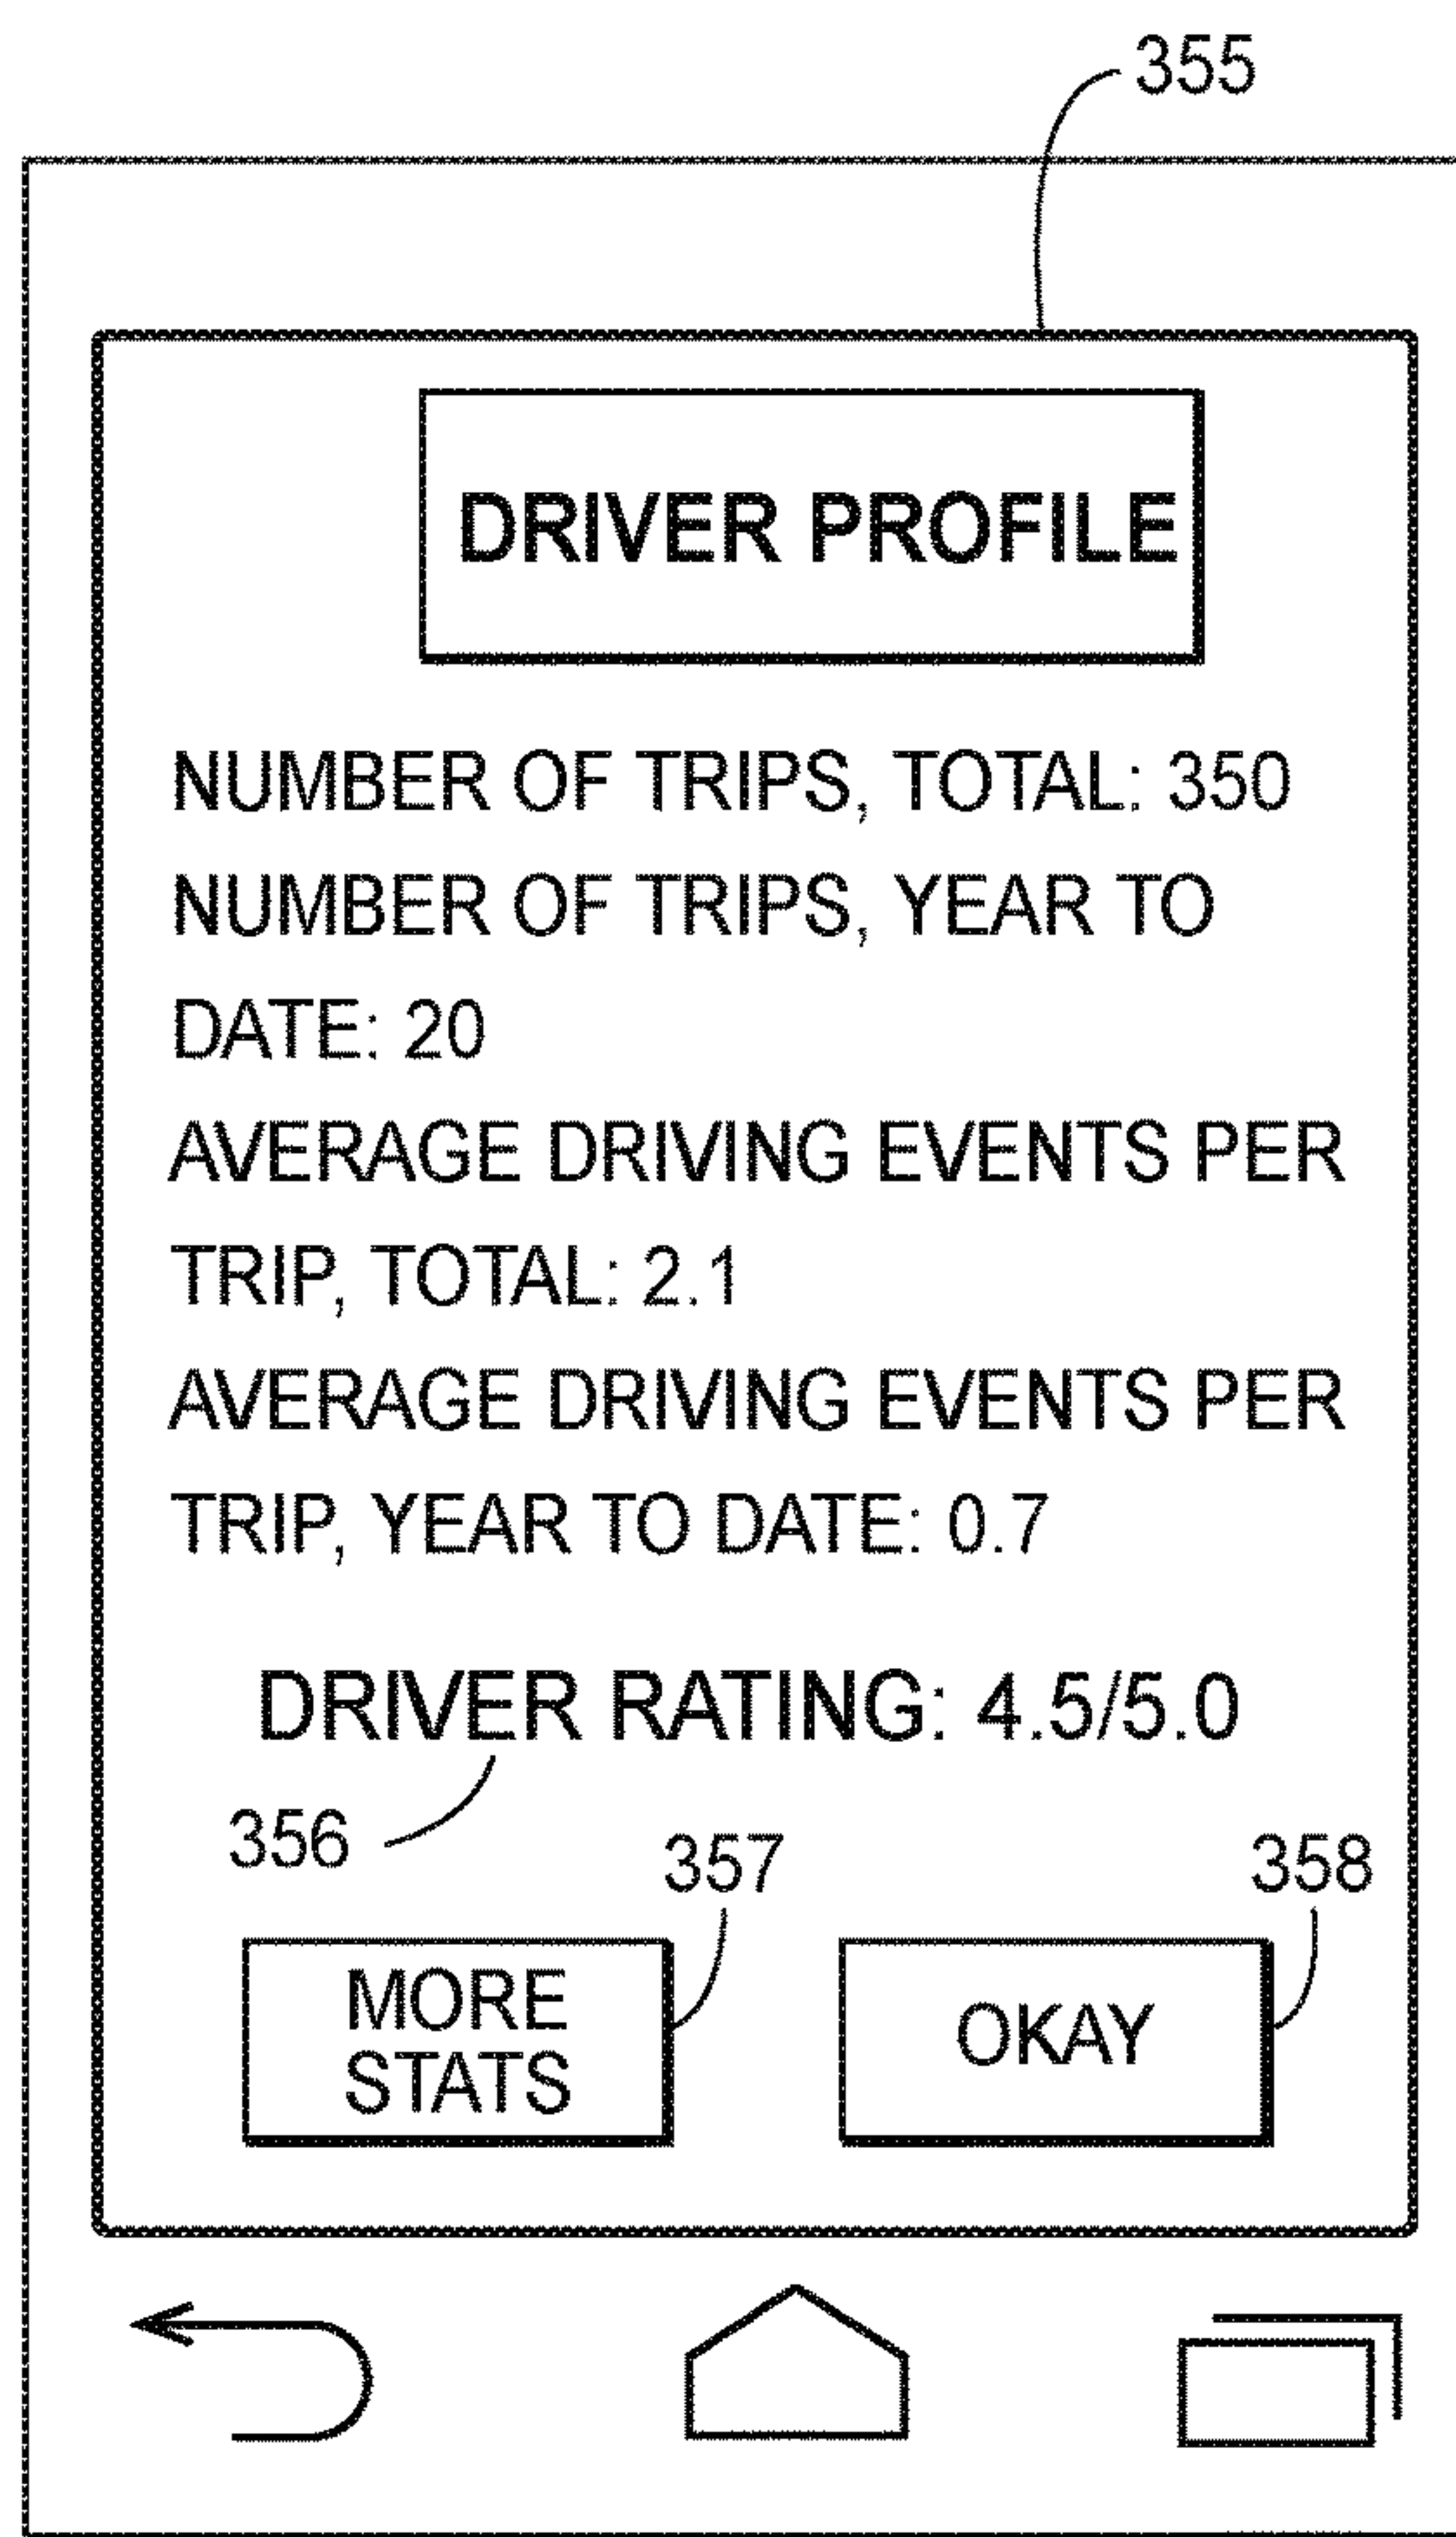 355
DRIVER PROFILE
NUMBER OF TRIPS, TOTAL: 350
NUMBER OF TRIPS, YEAR TO
DATE: 20
AVERAGE DRIVING EVENTS PER
TRIP, TOTAL: 2.1
AVERAGE DRIVING EVENTS PER
TRIP, YEAR TO DATE: 0.7
DRIVER RATING: 4.5/5.0
356
357
358
MORE
STATS
OKAY